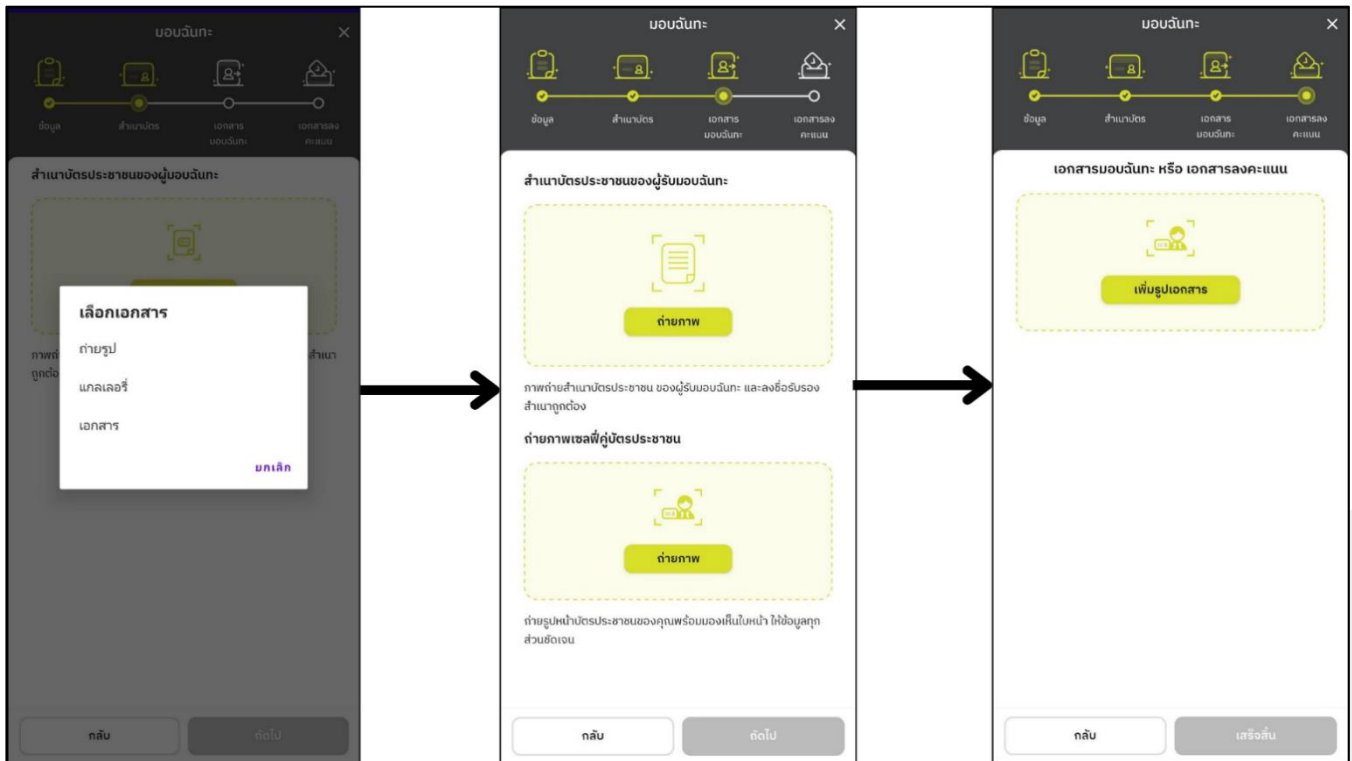 มอบฉันทะ
ข้อมูล
สำเนาบัตร
เอกสาร
มอบฉันทะ
เอกสารลง
คะแนน
สำเนาบัตรประชาชนของผู้มอบฉันทะ
เลือกเอกสาร
ถ่ายรูป
แกลเลอรี่
เอกสาร
ยกเลิก
สำเนา
กลับ
ถัดไป
มอบฉันทะ
ข้อมูล
สำเนาบัตร
เอกสาร
มอบฉันทะ
เอกสารลง
คะแนน
สำเนาบัตรประชาชนของผู้รับมอบฉันทะ
ถ่ายภาพ
ภาพถ่ายสำเนาบัตรประชาชน ของผู้รับมอบฉันทะ และลงชื่อรับรอง
สำเนาถูกต้อง
ถ่ายภาพเซลฟี่คู่บัตรประชาชน
ถ่ายภาพ
ถ่ายรูปหน้าบัตรประชาชนของคุณพร้อมมองเห็นใบหน้า ให้ข้อมูลทุก
ส่วนชัดเจน
กลับ
ถัดไป
มอบฉันทะ
ข้อมูล
สำเนาบัตร
เอกสาร
มอบฉันทะ
เอกสารลง
คะแนน
เอกสารมอบฉันทะ หรือ เอกสารลงคะแนน
เพิ่มรูปเอกสาร
กลับ
เสร็จสิ้น